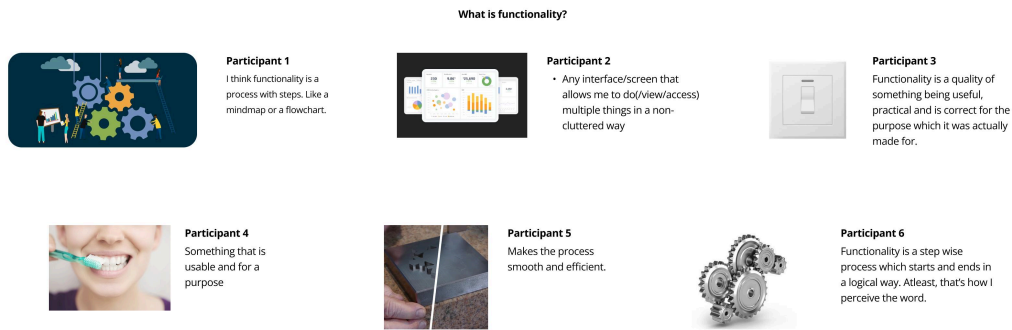 What is functionality?
Participant 1
I think functionality is a
process with steps. Like a
mindmap or a flowchart.
Participant 2
• Any interface/screen that
allows me to do(/view/access)
multiple things in a non-
cluttered way
Participant 3
Functionality is a quality of
something being useful,
practical and is correct for the
purpose which it was actually
made for.
Participant 4
Something that is
usable and for a
purpose
Participant 5
Makes the process
smooth and efficient.
Participant 6
Functionality is a step wise
process which starts and ends in
a logical way. Atleast, that's how I
perceive the word.